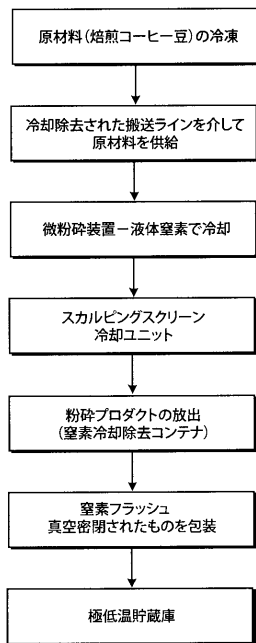 原材料(焙煎コーヒー豆)の冷凍
冷却除去された搬送ラインを介して
原材料を供給
微粉砕装置－液体窒素で冷却
スカルピングスクリーン
冷却ユニット
粉砕プロダクトの放出
(窒素冷却除去コンテナ)
窒素フラッシュ
真空密閉されたものを包装
極低温貯蔵庫